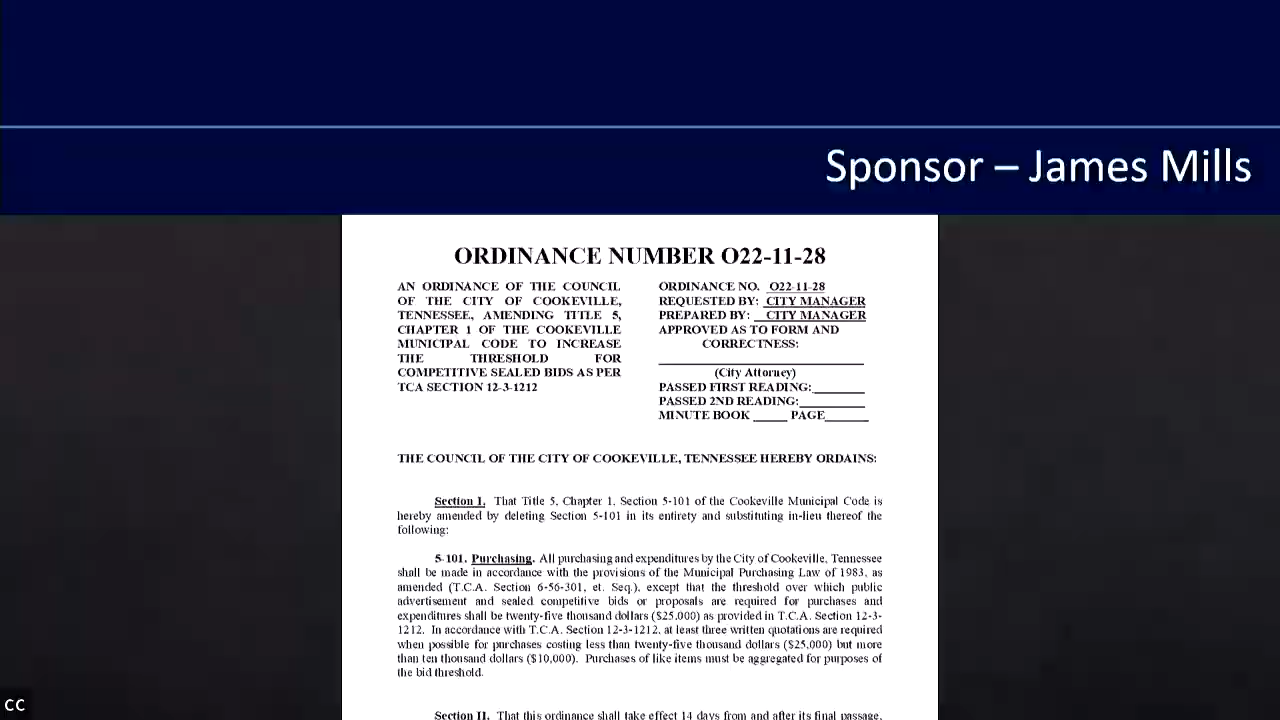 Sponsor – James Mills
ORDINANCE NUMBER O22-11-28
AN ORDINANCE OF THE COUNCIL
OF THE CITY OF COOKEVILLE,
TENNESSEE, AMENDING TITLE 5,
CHAPTER 1 OF THE COOKEVILLE
MUNICIPAL CODE TO INCREASE
THE THRESHOLD FOR
COMPETITIVE SEALED BIDS AS PER
TCA SECTION 12-3-1212
ORDINANCE NO. O22-11-28
REQUESTED BY: CITY MANAGER
PREPARED BY: CITY MANAGER
APPROVED AS TO FORM AND
CORRECTNESS:
(City Attorney)
PASSED FIRST READING:
PASSED 2ND READING:
MINUTE BOOK _____ PAGE
THE COUNCIL OF THE CITY OF COOKEVILLE, TENNESSEE HEREBY ORDAINS:
Section I. That Title 5, Chapter 1, Section 5-101 of the Cookeville Municipal Code is
hereby amended by deleting Section 5-101 in its entirety and substituting in-lieu thereof the
following:
5-101. Purchasing. All purchasing and expenditures by the City of Cookeville, Tennessee
shall be made in accordance with the provisions of the Municipal Purchasing Law of 1983, as
amended (T.C.A. Section 6-56-301, et. Seq.), except that the threshold over which public
advertisement and sealed competitive bids or proposals are required for purchases and
expenditures shall be twenty-five thousand dollars ($25,000) as provided in T.C.A. Section 12-3-
1212. In accordance with T.C.A. Section 12-3-1212, at least three written quotations are required
when possible for purchases costing less than twenty-five thousand dollars ($25,000) but more
than ten thousand dollars ($10,000). Purchases of like items must be aggregated for purposes of
the bid threshold.
Section II. That this ordinance shall take effect 14 days from and after its final passage,
CC